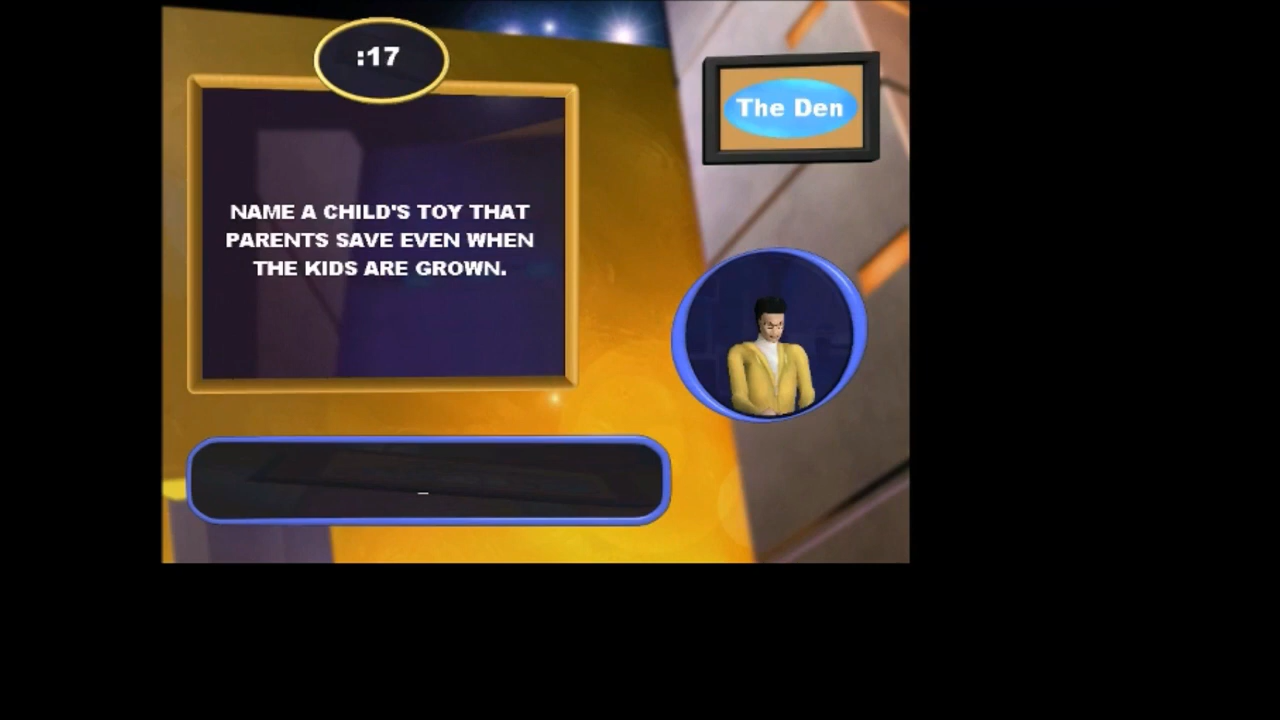 :17
The Den
NAME A CHILD'S TOY THAT
PARENTS SAVE EVEN WHEN
THE KIDS ARE GROWN.
_